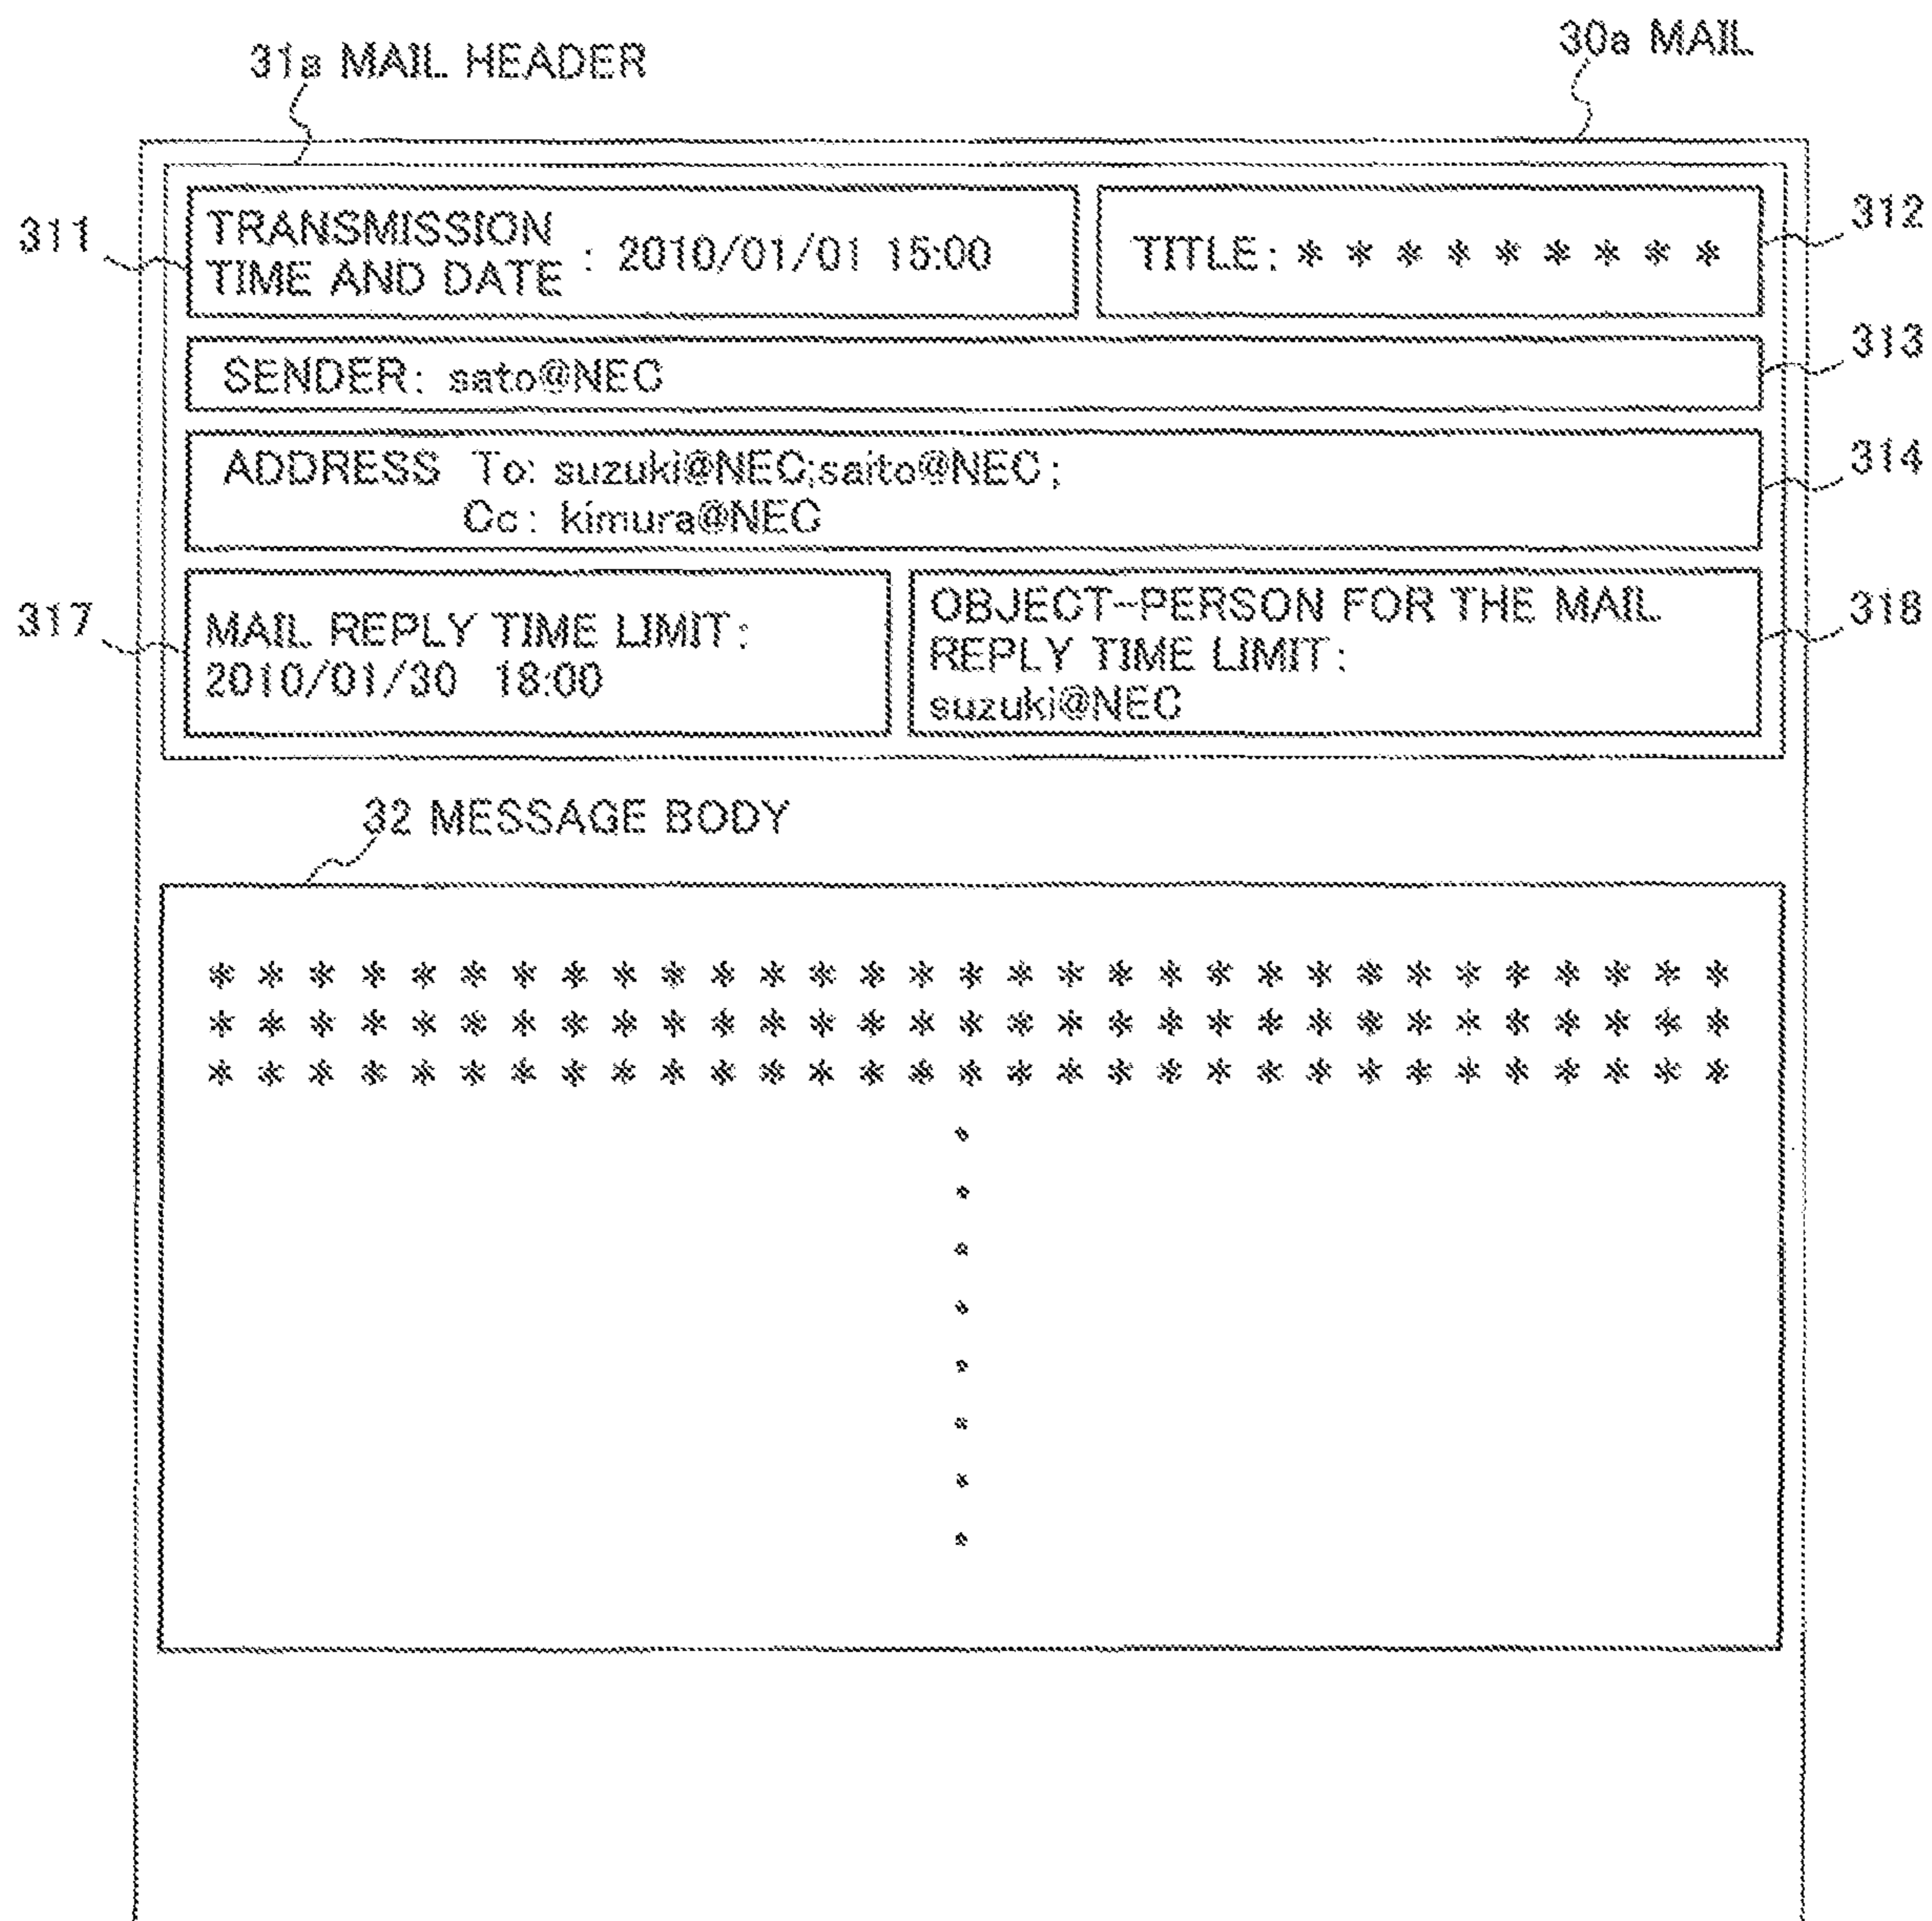 31a MAIL HEADER
30a MAIL
311
TRANSMISSION
TIME AND DATE : 2010/01/01 15:00
TITLE: * * * * * * * * *
312
SENDER: sato@NEC
313
ADDRESS To: suzuki@NEC;saito@NEC;
Cc: kimura@NEC
314
317
MAIL REPLY TIME LIMIT:
2010/01/30 18:00
OBJECT-PERSON FOR THE MAIL
REPLY TIME LIMIT:
suzuki@NEC
318
32 MESSAGE BODY
* * * * * * * * * * * * * * * * * * * * * * * * * * * * * * *
* * * * * * * * * * * * * * * * * * * * * * * * * * * * * * *
* * * * * * * * * * * * * * * * * * * * * * * * * * * * * * *